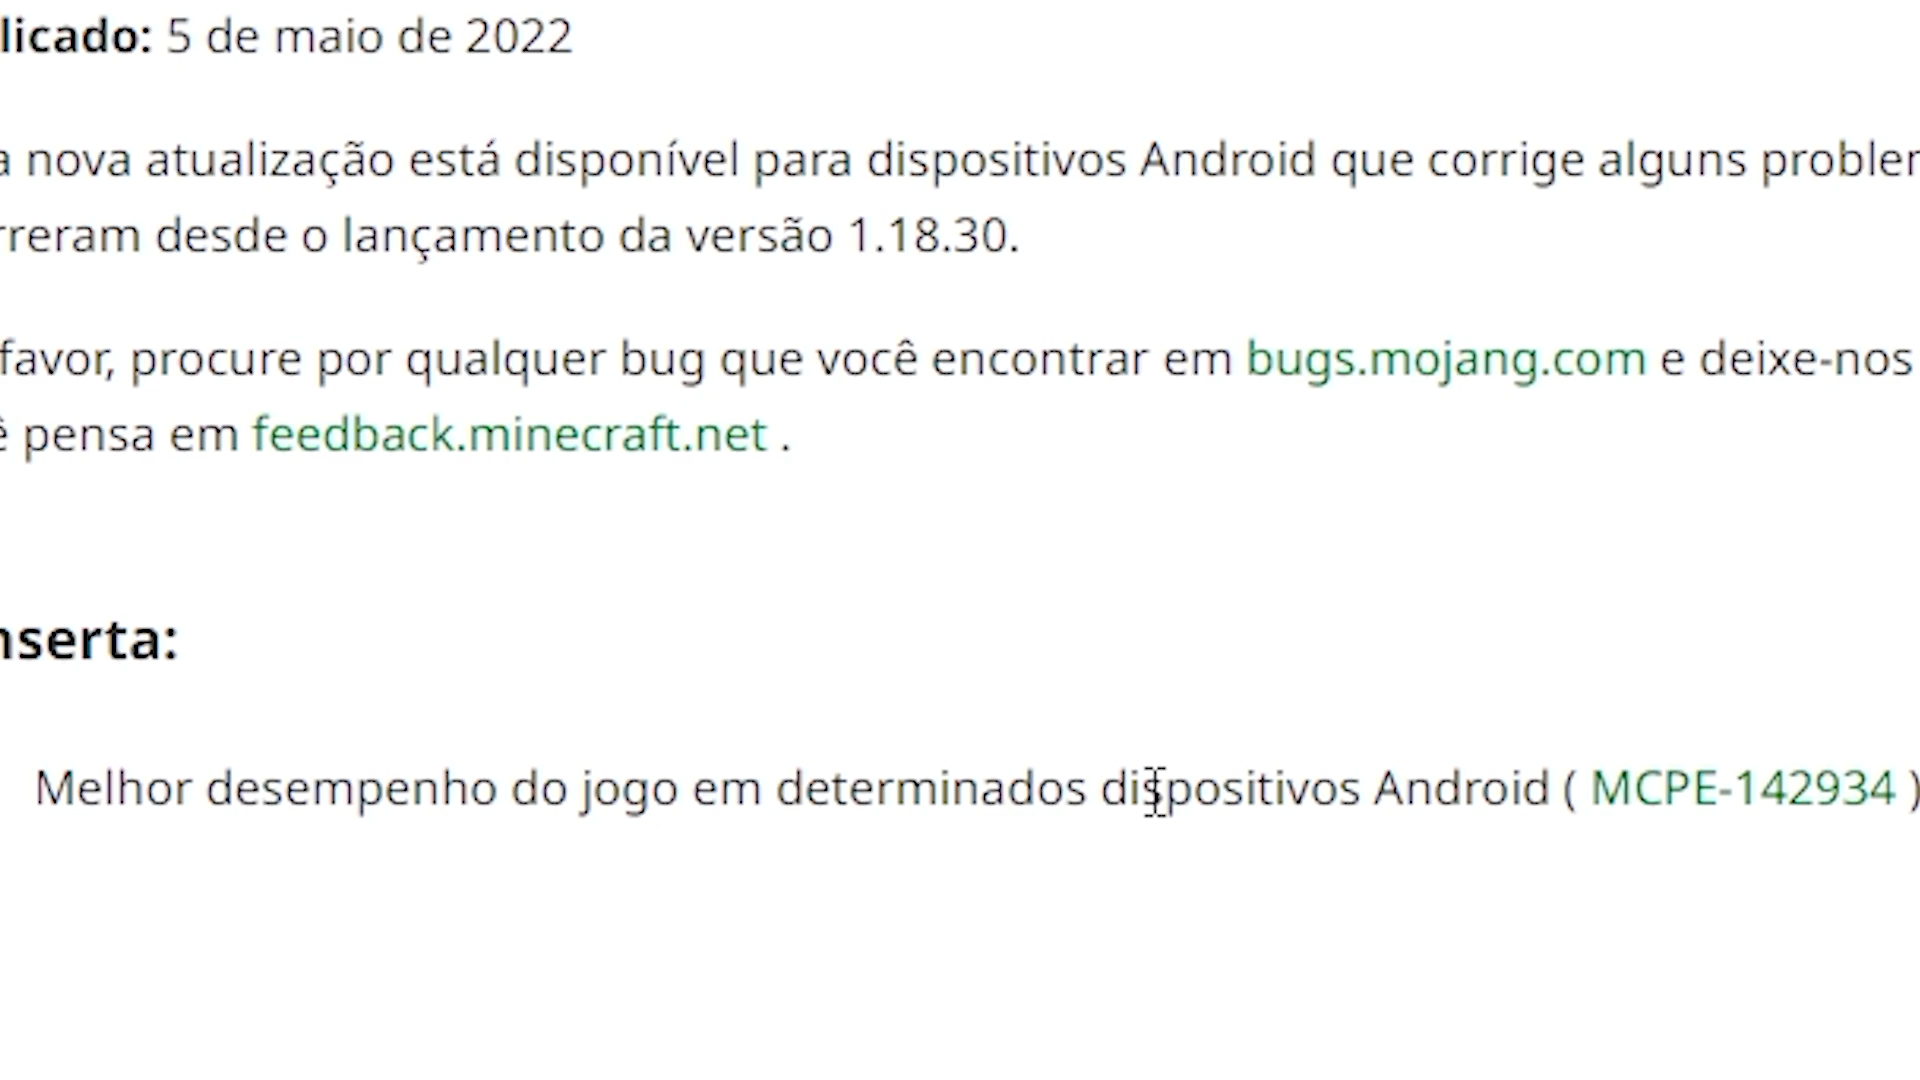 licado: 5 de maio de 2022
a nova atualização está disponível para dispositivos Android que corrige alguns problem
rreram desde o lançamento da versão 1.18.30.
favor, procure por qualquer bug que você encontrar em bugs.mojang.com e deixe-nos
ê pensa em feedback.minecraft.net .
nserta:
Melhor desempenho do jogo em determinados dispositivos Android ( MCPE-142934 )